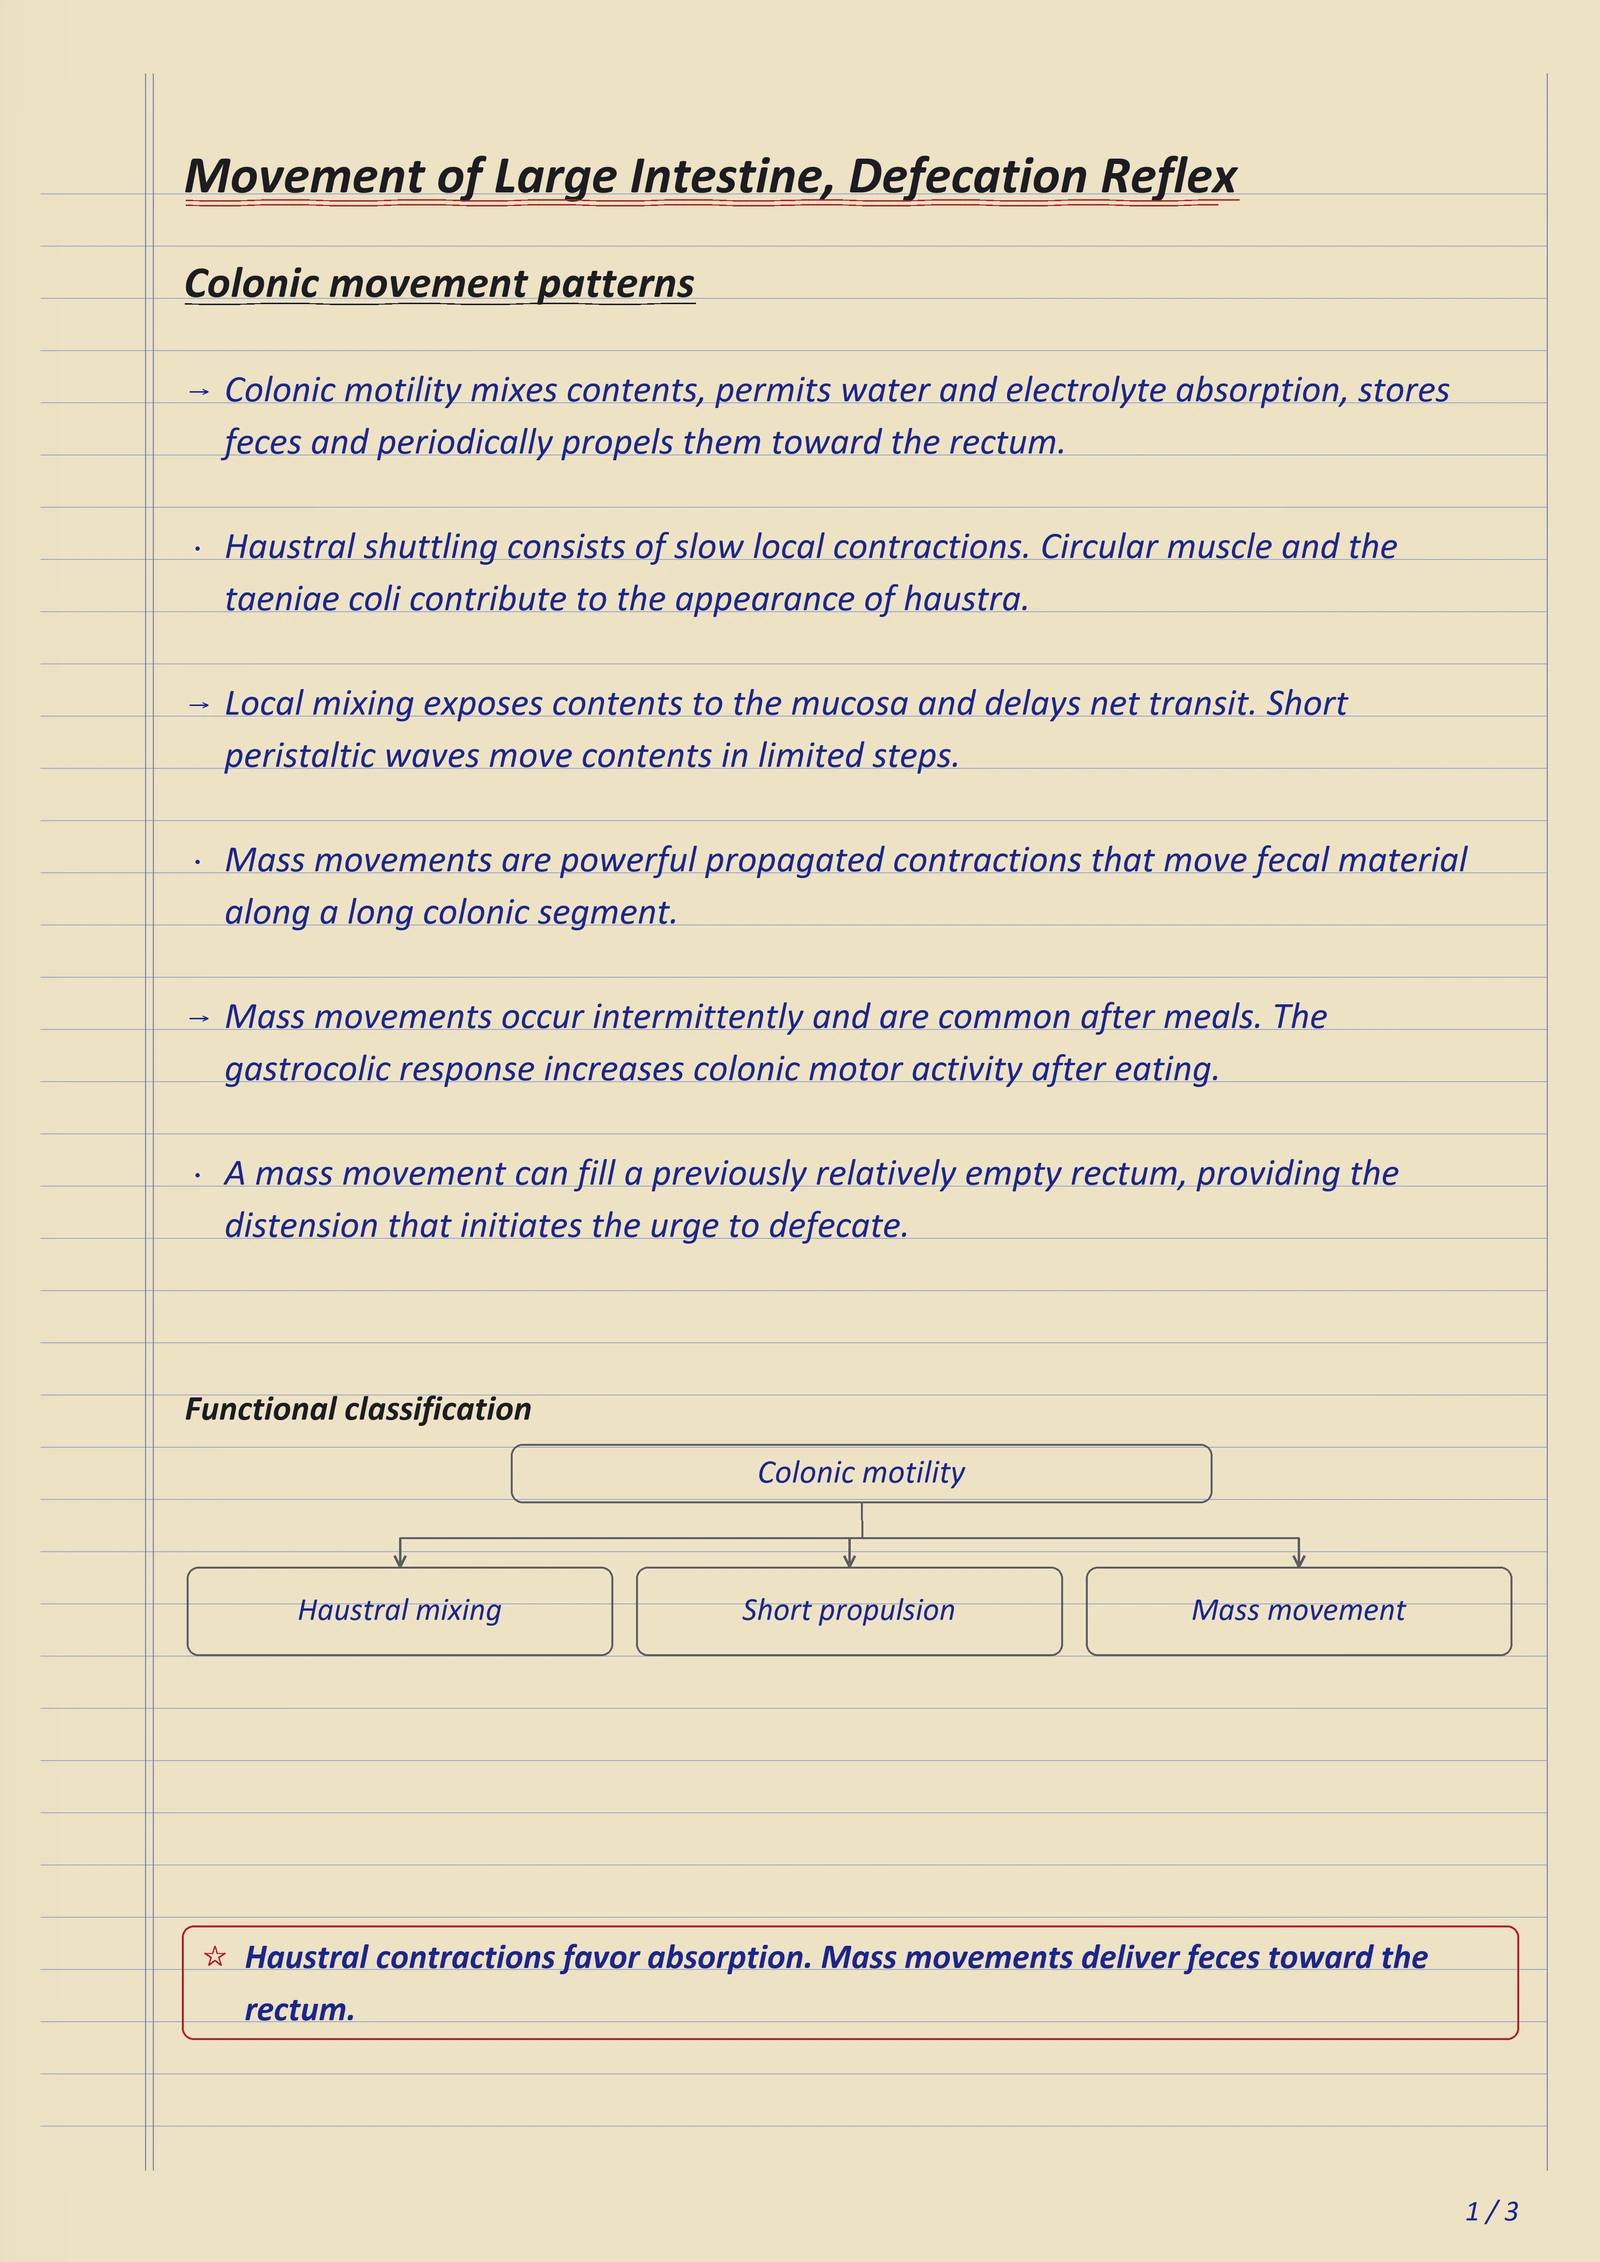 Movement of Large Intestine, Defecation Reflex
Colonic movement patterns
→ Colonic motility mixes contents, permits water and electrolyte absorption, stores
feces and periodically propels them toward the rectum.
· Haustral shuttling consists of slow local contractions. Circular muscle and the
taeniae coli contribute to the appearance of haustra.
→ Local mixing exposes contents to the mucosa and delays net transit. Short
peristaltic waves move contents in limited steps.
· Mass movements are powerful propagated contractions that move fecal material
along a long colonic segment.
→ Mass movements occur intermittently and are common after meals. The
gastrocolic response increases colonic motor activity after eating.
· A mass movement can fill a previously relatively empty rectum, providing the
distension that initiates the urge to defecate.
Functional classification
Colonic motility
Haustral mixing
Short propulsion
Mass movement
☆ Haustral contractions favor absorption. Mass movements deliver feces toward the
rectum.
1 / 3